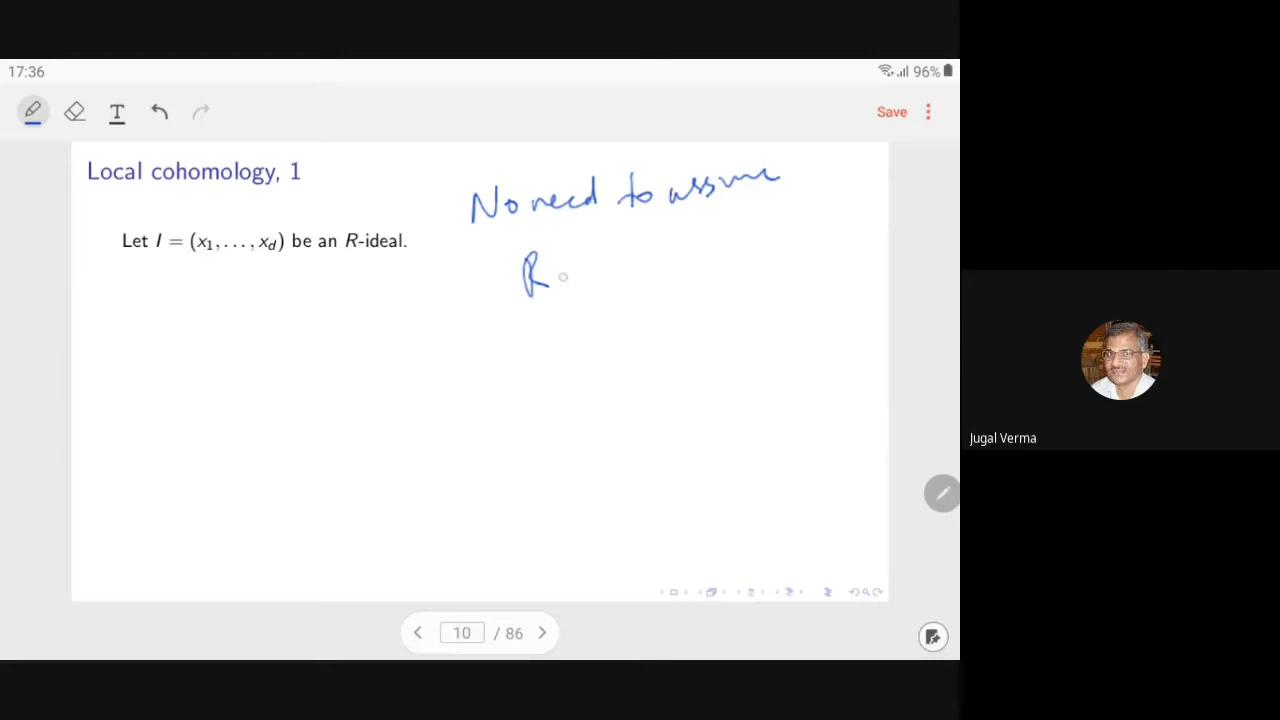 17:36
96%
T
Save
Local cohomology, 1
No need to assume
Let I = (x₁, . . . , x_d) be an R-ideal.
R
Jugal Verma
10 / 86